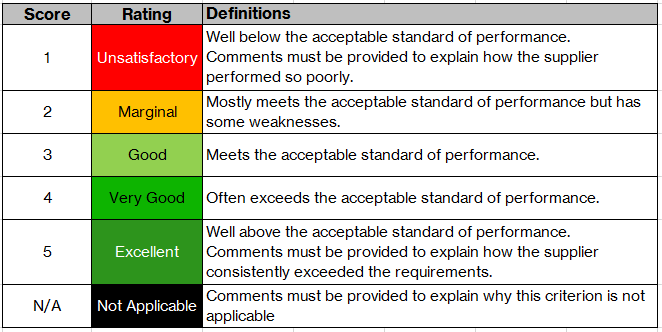 Score Rating Definitions
1 Unsatisfactory Well below the acceptable standard of performance.
Comments must be provided to explain how the supplier
performed so poorly.
2 Marginal Mostly meets the acceptable standard of performance but has
some weaknesses.
3 Good Meets the acceptable standard of performance.
4 Very Good Often exceeds the acceptable standard of performance.
5 Excellent Well above the acceptable standard of performance.
Comments must be provided to explain how the supplier
consistently exceeded the requirements.
N/A Not Applicable Comments must be provided to explain why this criterion is not
applicable